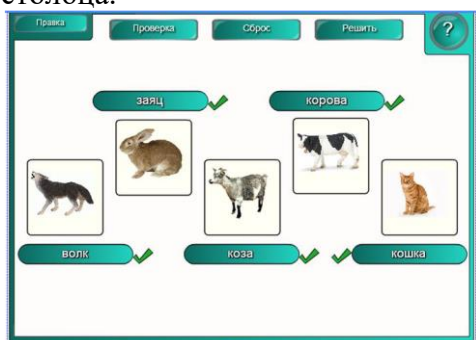 столица.
Правка Проверка Сброс Решить ?
заяц корова
волк коза кошка